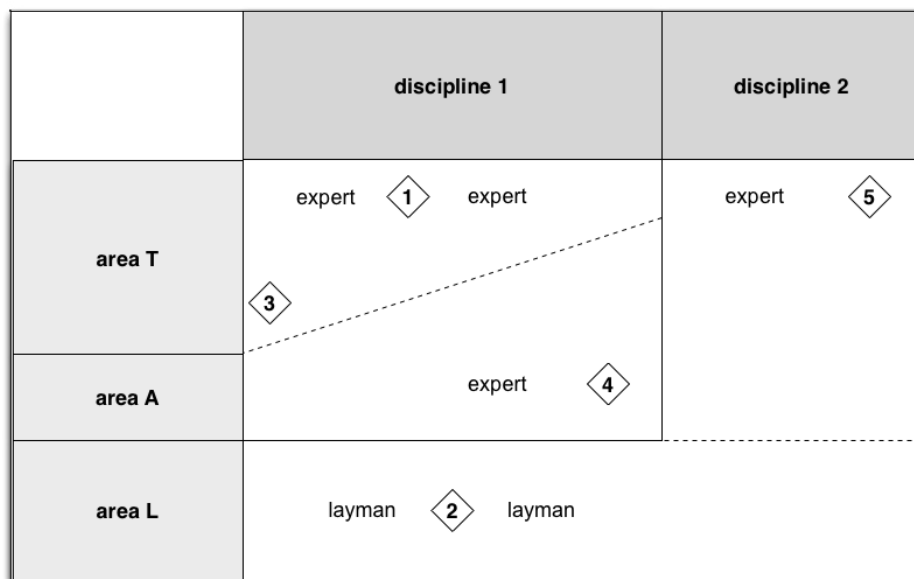 discipline 1 discipline 2
expert 1 expert expert 5
area T
3
expert 4
area A
area L layman 2 layman